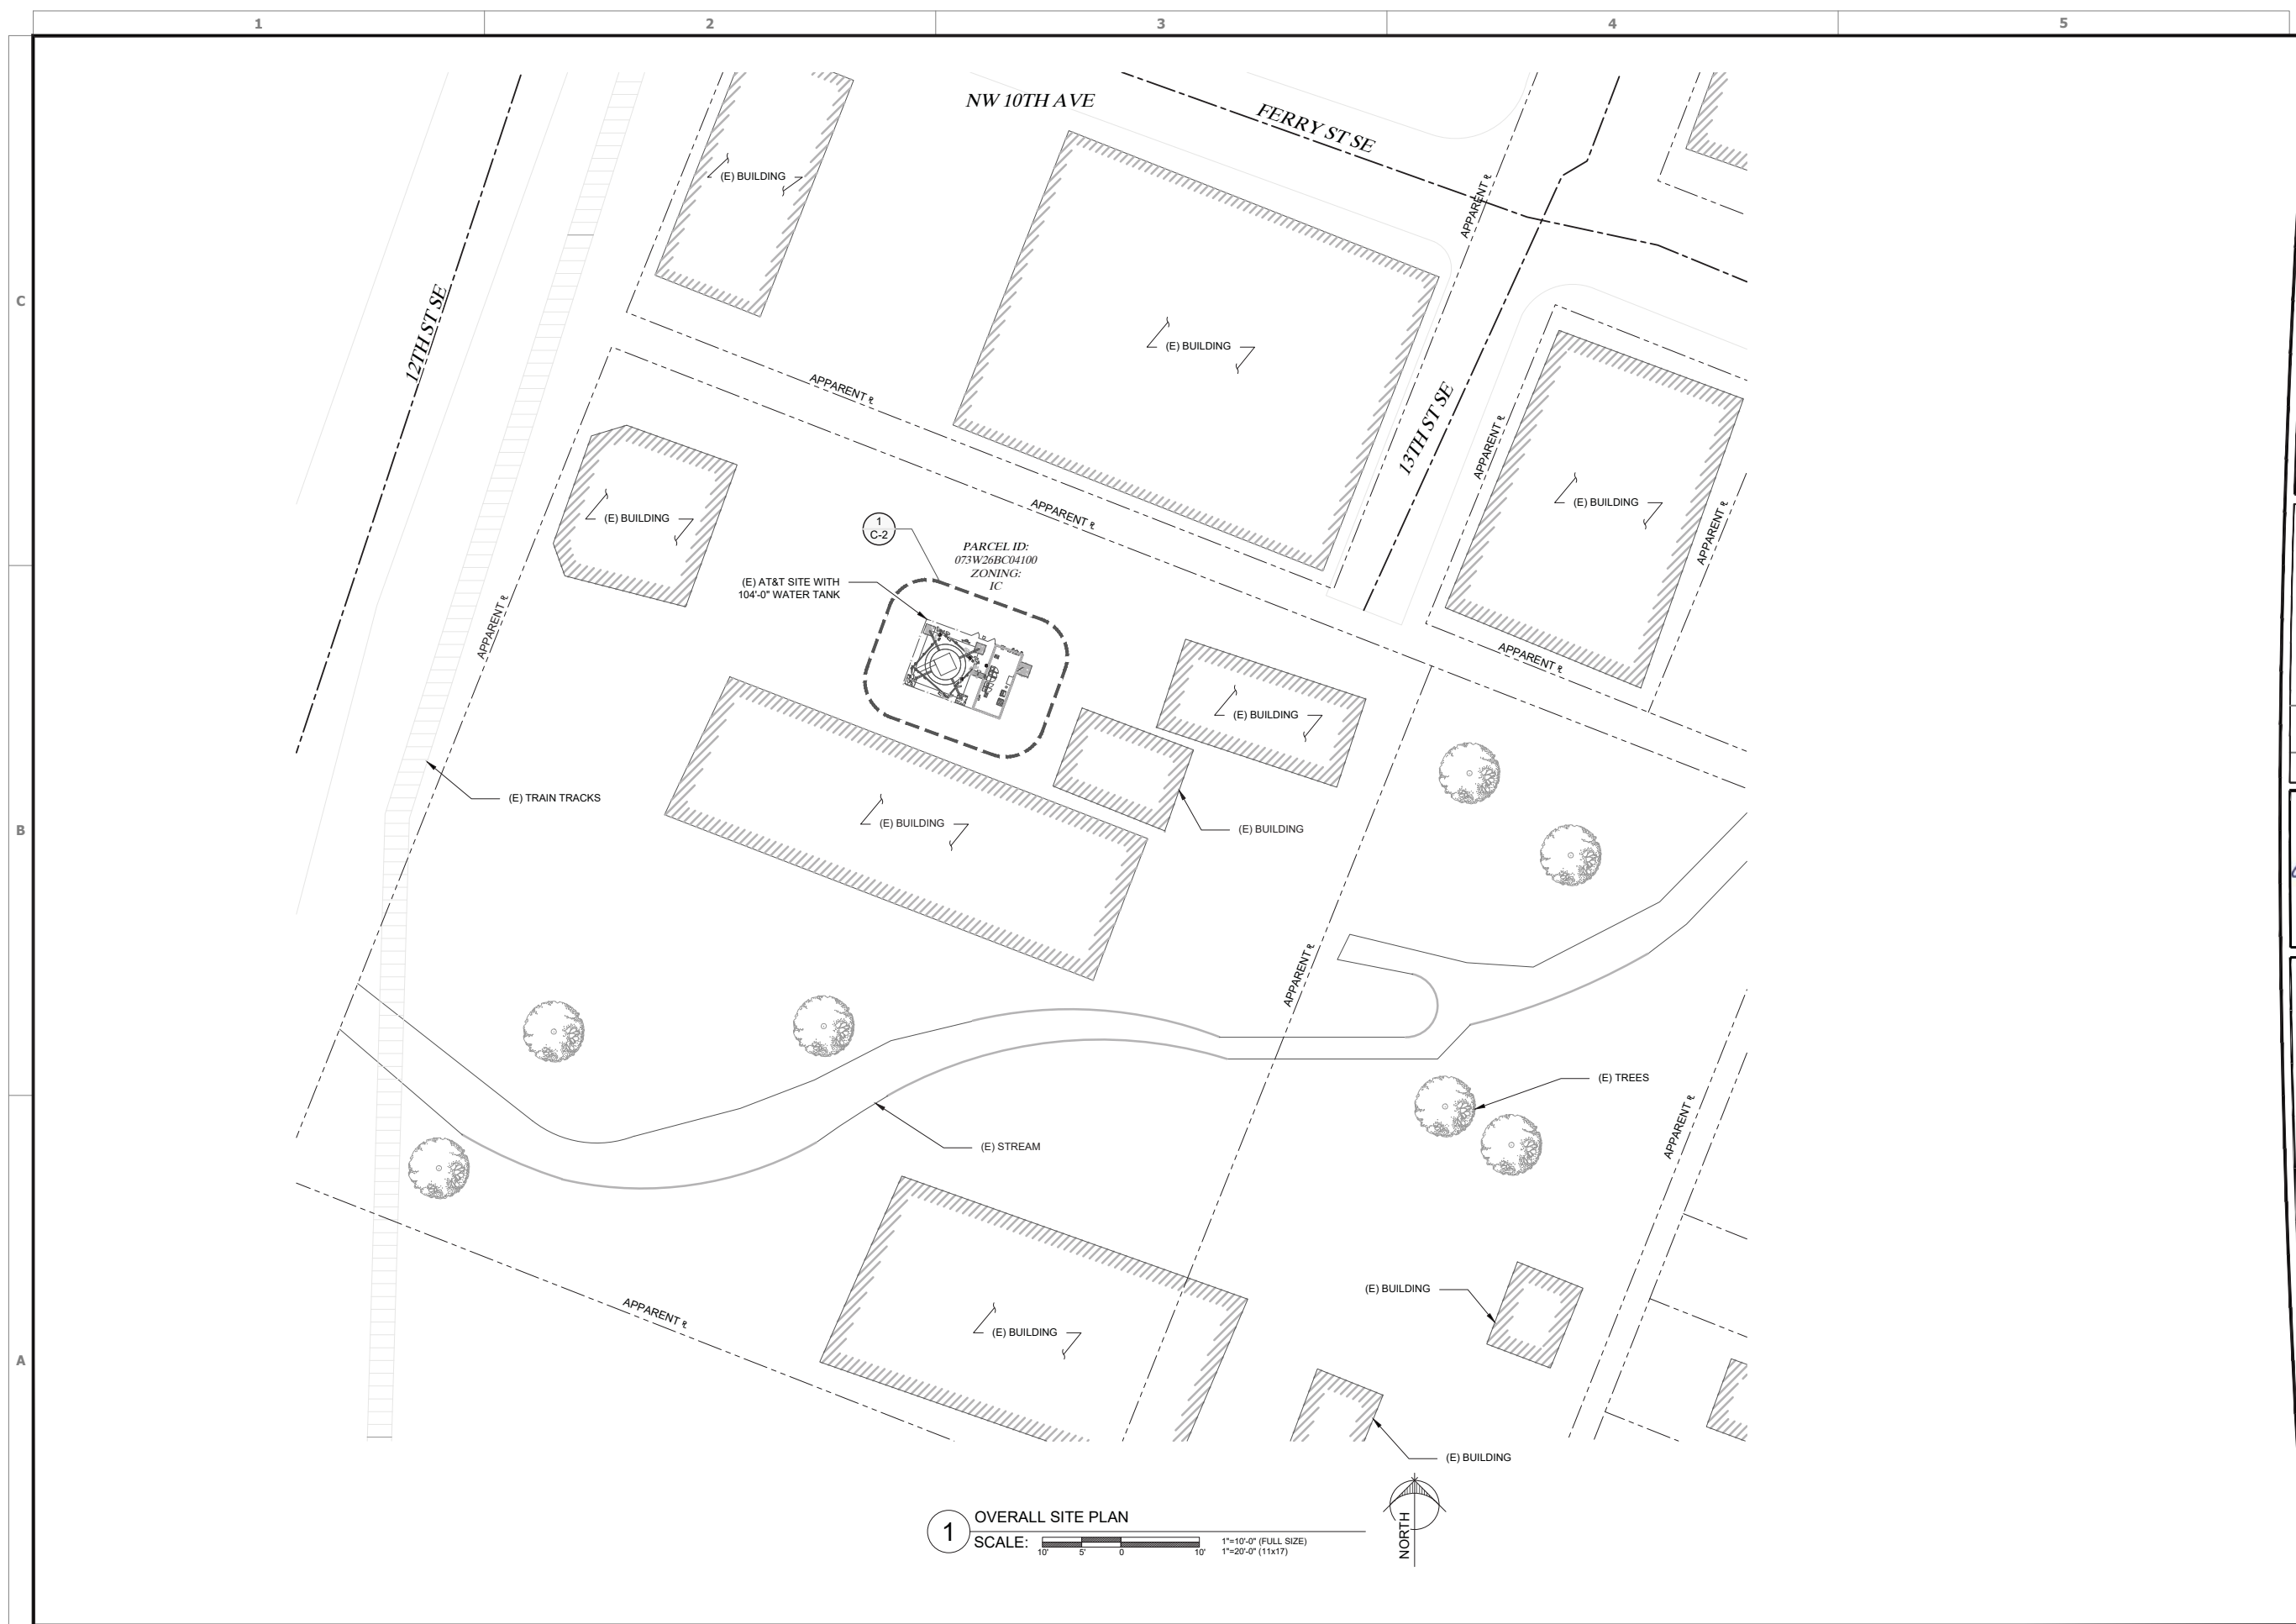 1
2
3
4
5
NW 10TH AVE
FERRY ST SE
(E) BUILDING
APPARENT ⅊
C
12TH ST SE
(E) BUILDING
APPARENT ⅊
13TH ST SE
APPARENT ⅊
(E) BUILDING
(E) BUILDING
APPARENT ⅊
APPARENT ⅊
1
C-2
PARCEL ID:
073W26BC04100
ZONING:
IC
(E) AT&T SITE WITH
104'-0" WATER TANK
APPARENT ⅊
APPARENT ⅊
(E) BUILDING
(E) TRAIN TRACKS
(E) BUILDING
(E) BUILDING
B
APPARENT ⅊
(E) TREES
APPARENT ⅊
(E) STREAM
(E) BUILDING
APPARENT ⅊
(E) BUILDING
A
(E) BUILDING
1
OVERALL SITE PLAN
SCALE:
10' 5' 0 10'
1"=10'-0" (FULL SIZE)
1"=20'-0" (11x17)
NORTH